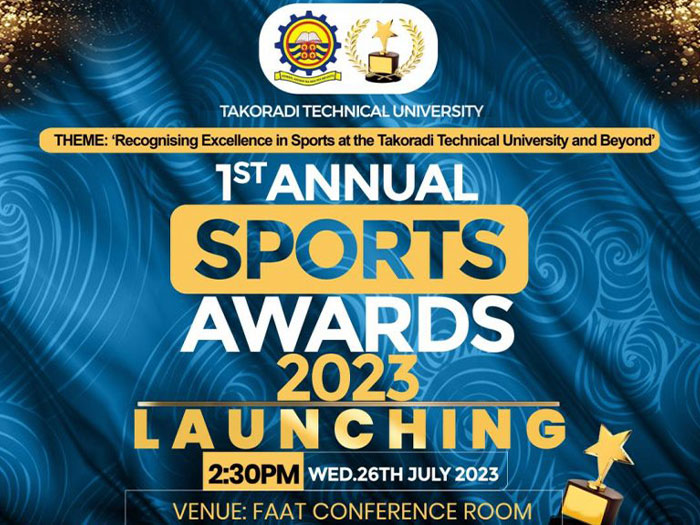 TAKORADI TECHNICAL UNIVERSITY
THEME: ‘Recognising Excellence in Sports at the Takoradi Technical University and Beyond’
1ST ANNUAL
SPORTS
AWARDS
2023
LAUNCHING
2:30PM WED.26TH JULY 2023
VENUE: FAAT CONFERENCE ROOM